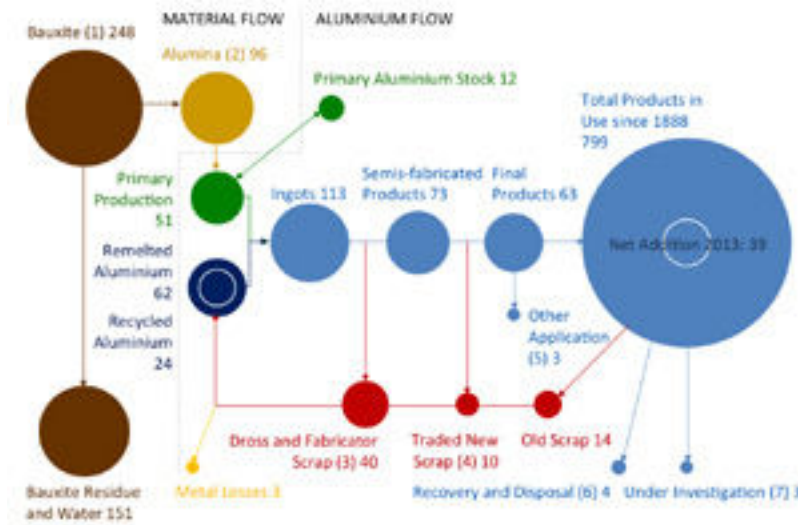 MATERIAL FLOW
ALUMINIUM FLOW
Bauxite (1) 248
Alumina (2) 96
Primary Aluminium Stock 12
Total Products in
Use since 1888
799
Primary
Production
51
Ingots 113
Semis-fabricated
Products 73
Final
Products 63
Remelted
Aluminium
62
Net Addition 2013: 39
Recycled
Aluminium
24
Other
Application
(5) 3
Dross and Fabricator
Scrap (3) 40
Traded New
Scrap (4) 10
Old Scrap 14
Bauxite Residue
and Water 151
Metal Losses 3
Recovery and Disposal (6) 4
Under Investigation (7)